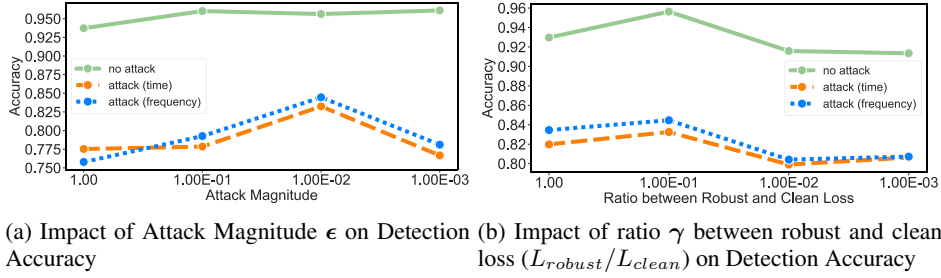 0.950
0.925
0.900
0.875
0.850
0.825
0.800
0.775
0.750
Accuracy
no attack
attack (time)
attack (frequency)
1.00 1.00E-01 1.00E-02 1.00E-03
Attack Magnitude
0.96
0.94
0.92
0.90
0.88
0.86
0.84
0.82
0.80
Accuracy
no attack
attack (time)
attack (frequency)
1.00 1.00E-01 1.00E-02 1.00E-03
Ratio between Robust and Clean Loss
(a) Impact of Attack Magnitude ϵ on Detection
Accuracy
(b) Impact of ratio γ between robust and clean
loss (L_{robust}/L_{clean}) on Detection Accuracy